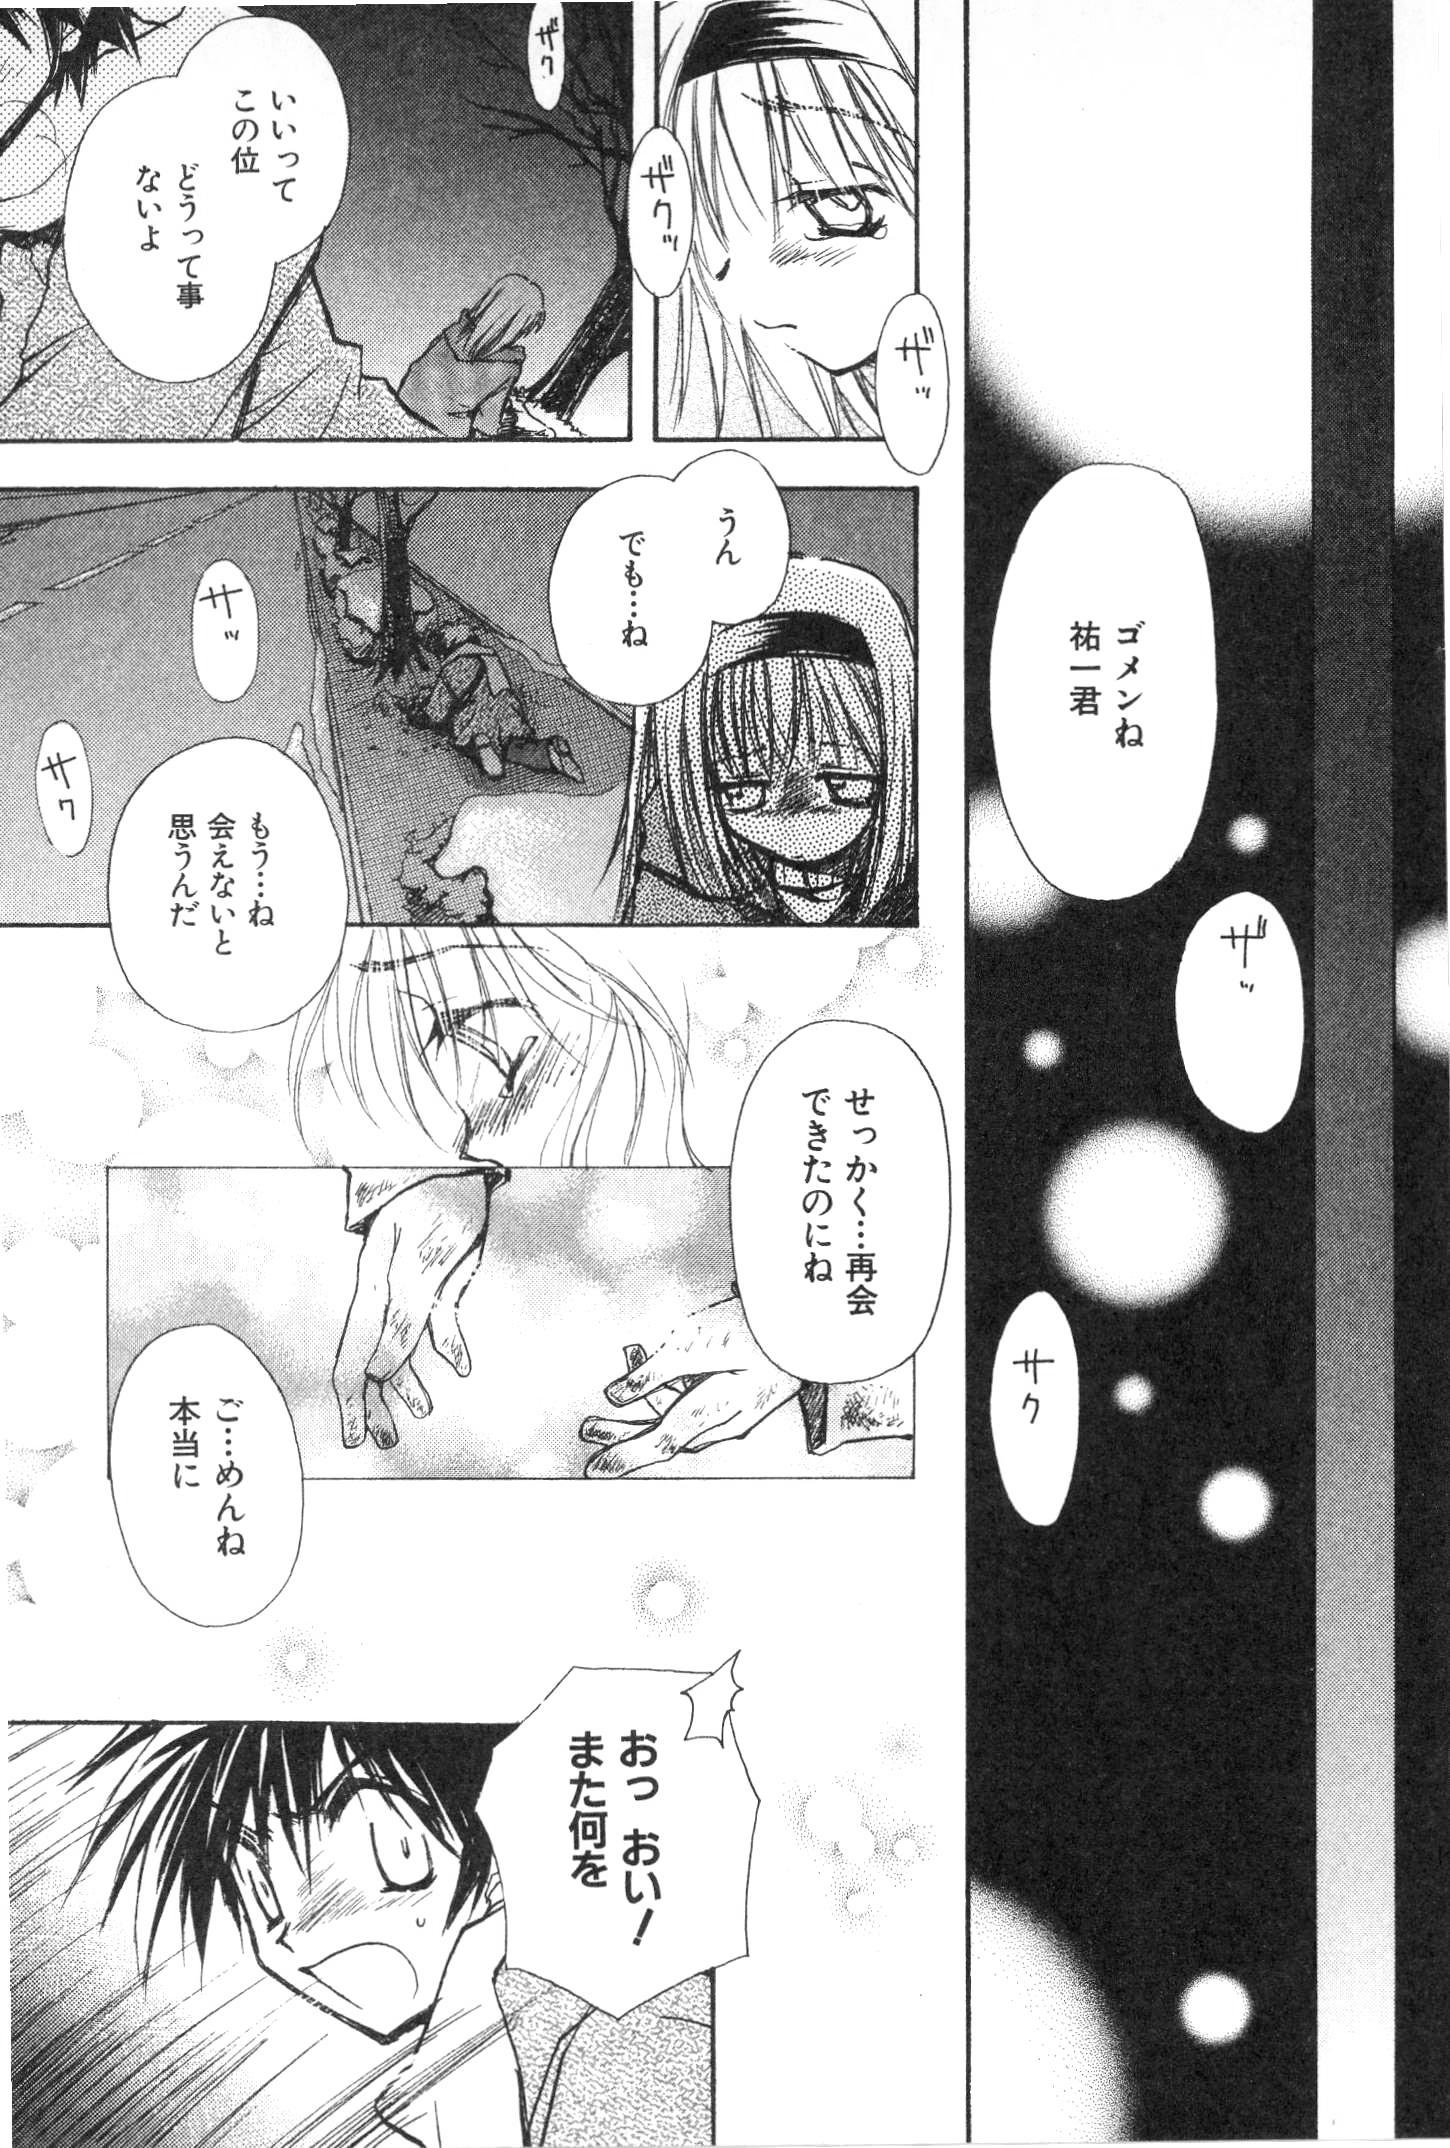 ゴメンね
祐一君
ザッ
サク
ザクッ
ザッ
ザク
いいって
この位
どうって事
ないよ
うん
でも…ね
サッ
サク
もう…ね
会えないと
思うんだ
せっかく…再会
できたのにね
ご…めんね
本当に
おっ おい!
また何を